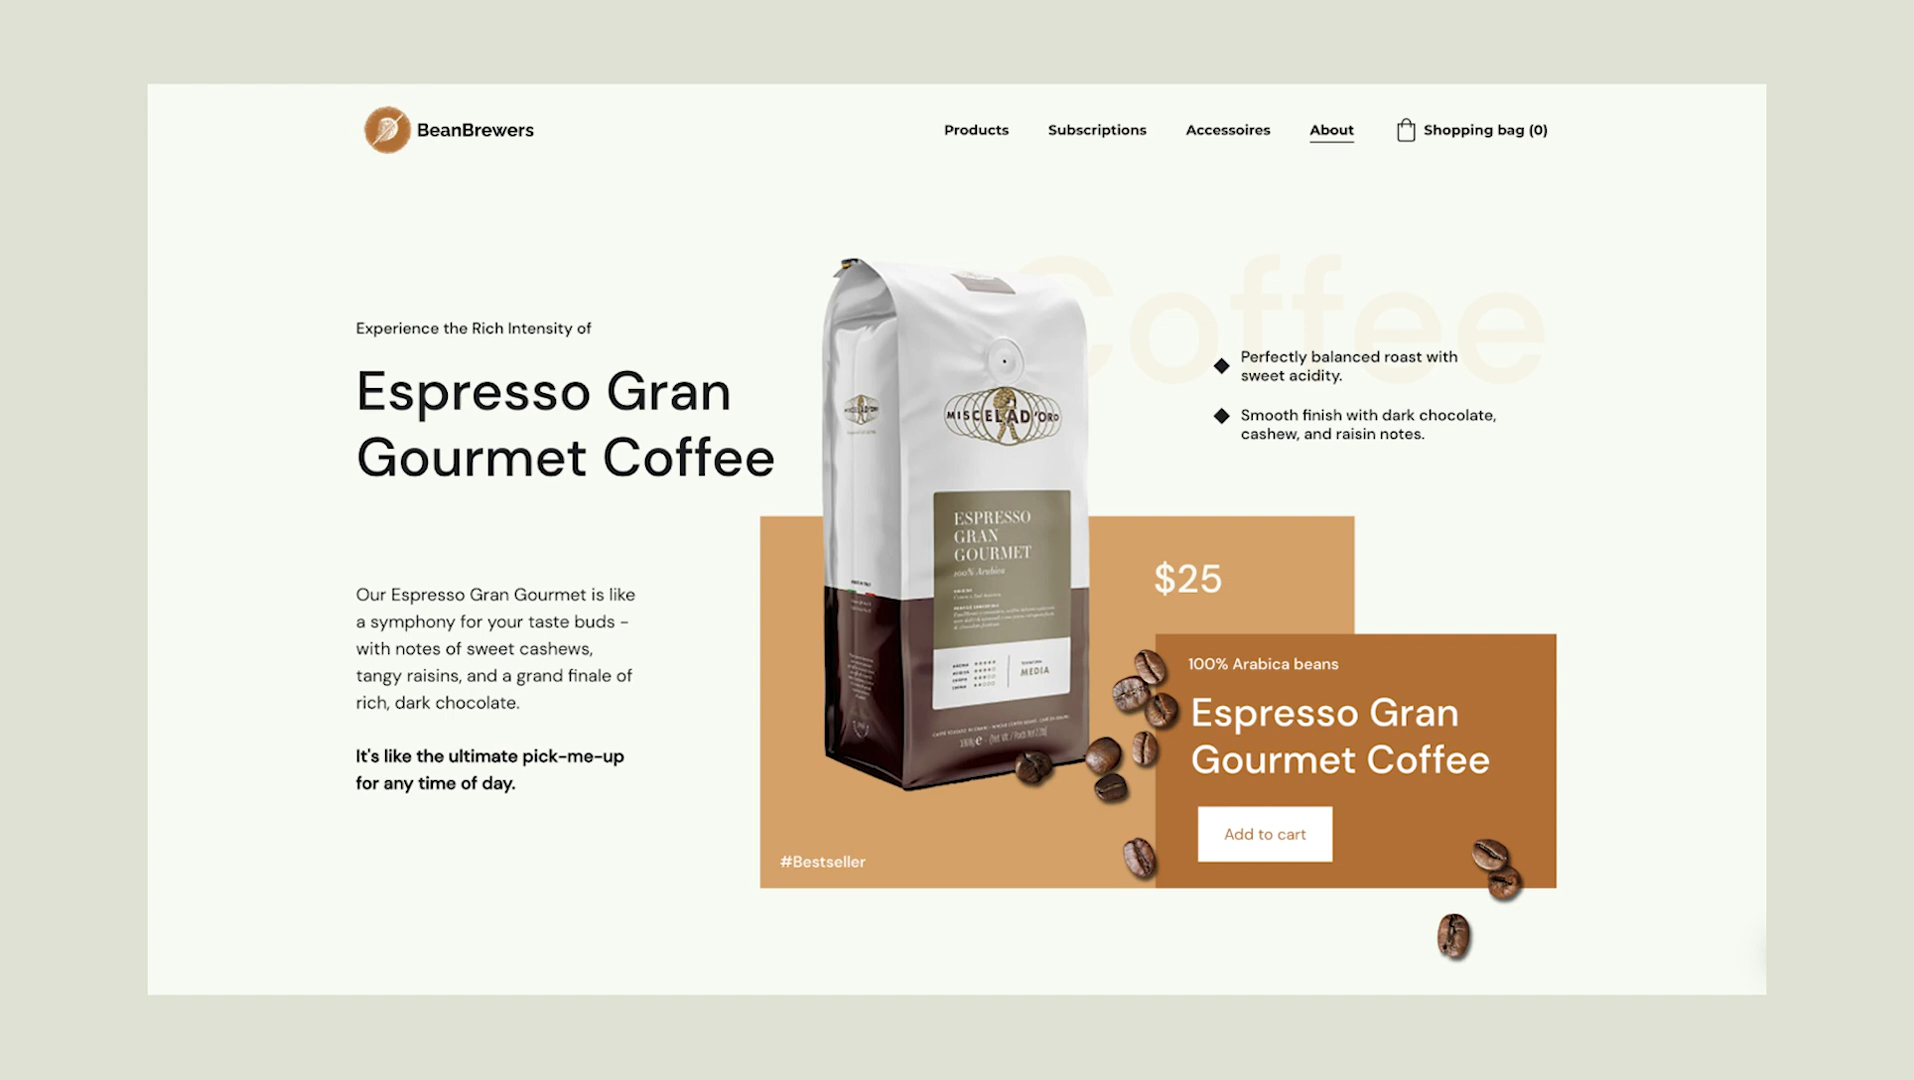 BeanBrewers
Products
Subscriptions
Accessoires
About
Shopping bag (0)
Coffee
Experience the Rich Intensity of
Espresso Gran
Gourmet Coffee
Our Espresso Gran Gourmet is like
a symphony for your taste buds -
with notes of sweet cashews,
tangy raisins, and a grand finale of
rich, dark chocolate.
It's like the ultimate pick-me-up
for any time of day.
MISCELAD'ORO
ESPRESSO
GRAN
GOURMET
100% Arabica
MEDIA
Perfectly balanced roast with
sweet acidity.
Smooth finish with dark chocolate,
cashew, and raisin notes.
$25
100% Arabica beans
Espresso Gran
Gourmet Coffee
Add to cart
#Bestseller